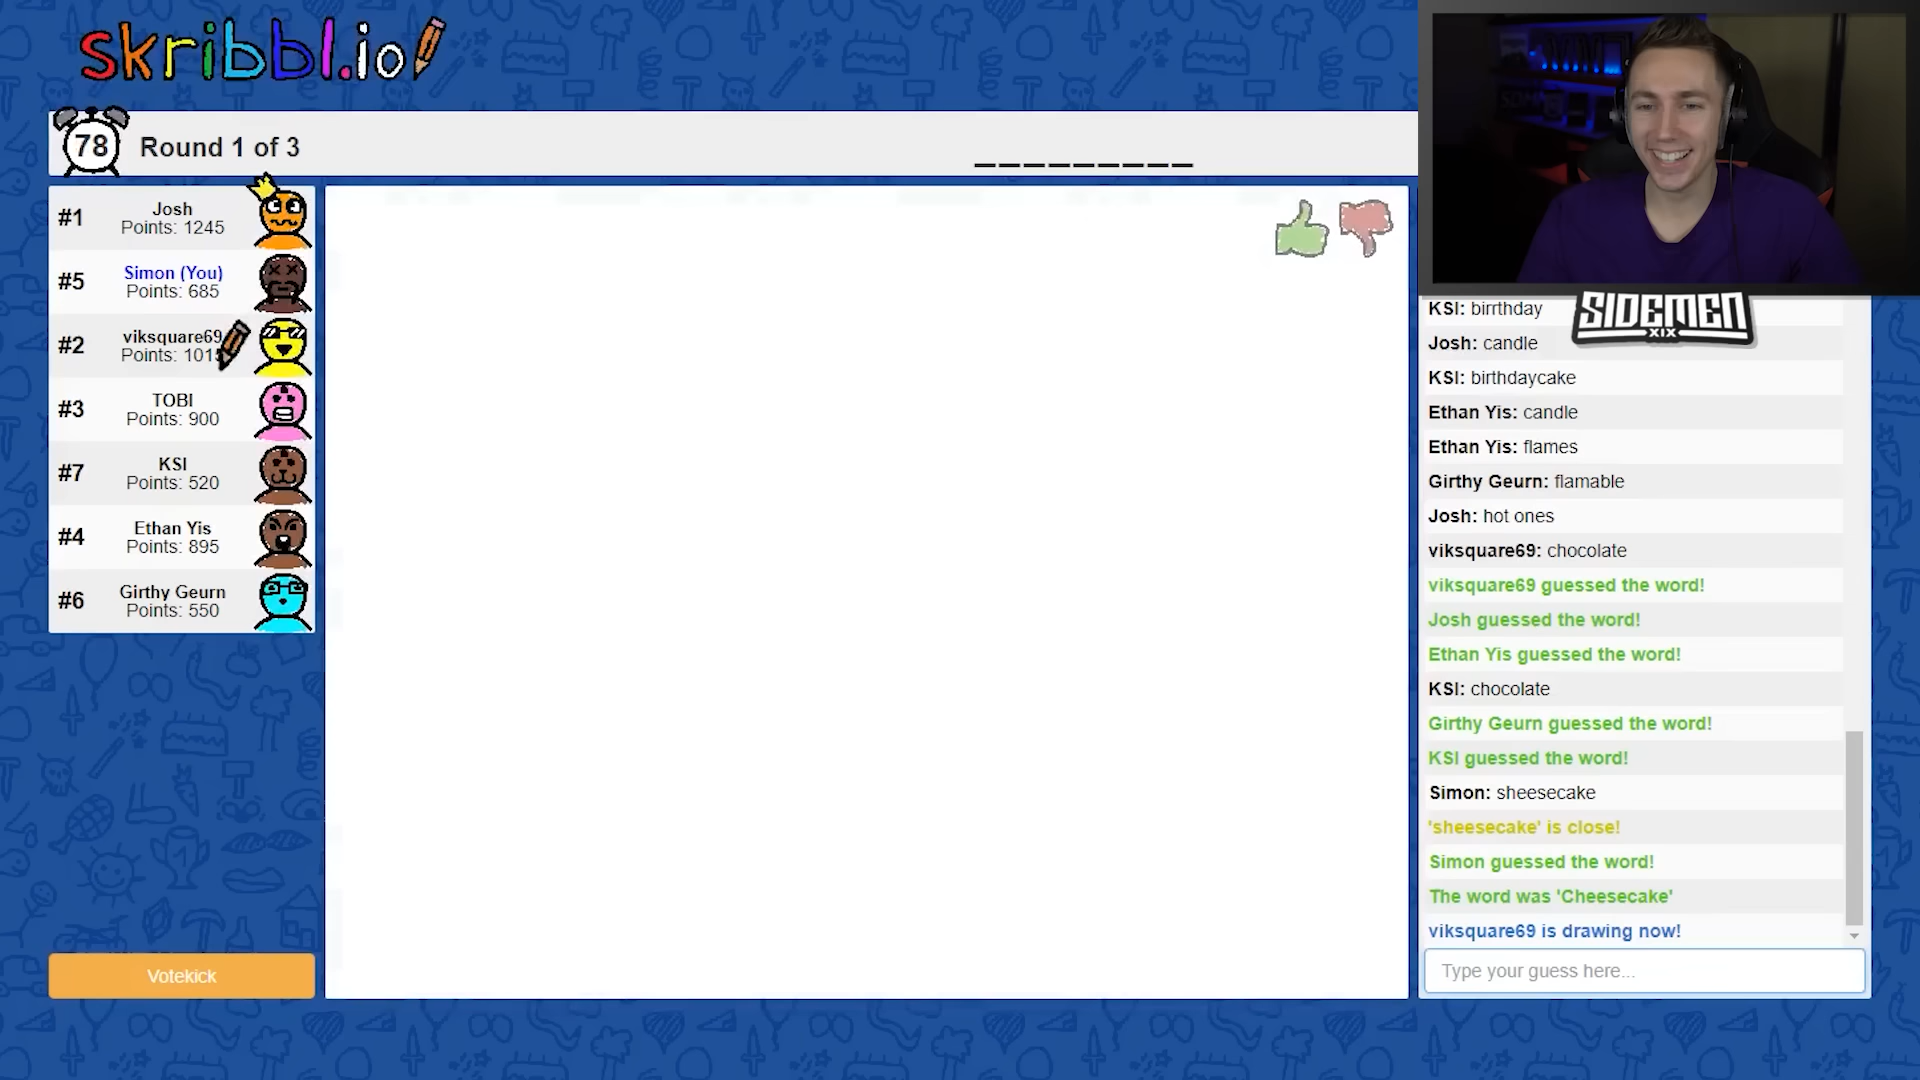 skribbl.io
78
Round 1 of 3
_________
#1
Josh
Points: 1245
#5
Simon (You)
Points: 685
#2
viksquare69
Points: 101
#3
TOBI
Points: 900
#7
KSI
Points: 520
#4
Ethan Yis
Points: 895
#6
Girthy Geurn
Points: 550
Votekick
SIDEMEN
XIX
KSI: birrthday
Josh: candle
KSI: birthdaycake
Ethan Yis: candle
Ethan Yis: flames
Girthy Geurn: flamable
Josh: hot ones
viksquare69: chocolate
viksquare69 guessed the word!
Josh guessed the word!
Ethan Yis guessed the word!
KSI: chocolate
Girthy Geurn guessed the word!
KSI guessed the word!
Simon: sheesecake
'sheesecake' is close!
Simon guessed the word!
The word was 'Cheesecake'
viksquare69 is drawing now!
Type your guess here...